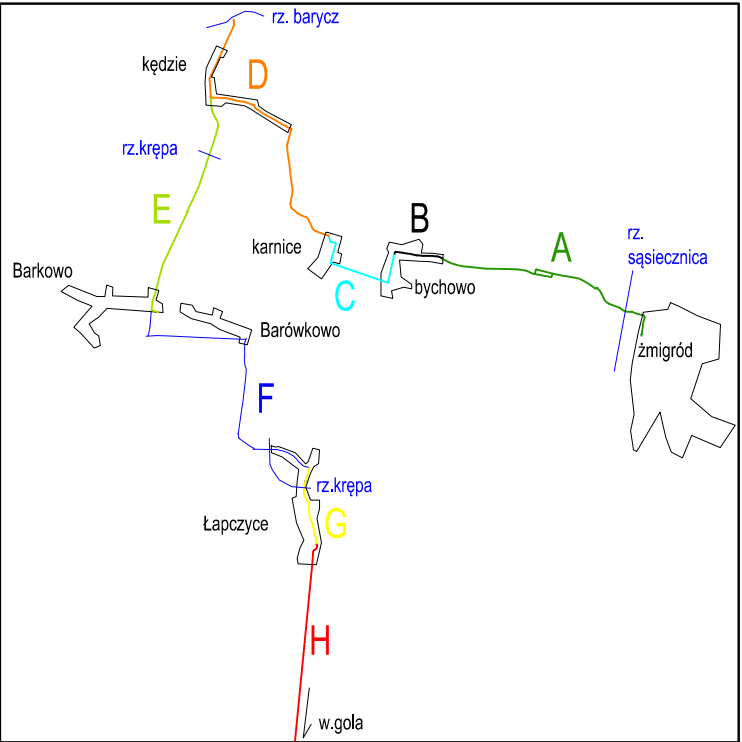 rz. barycz
kędzie
D
rz.krępa
E
B
karnice
A
rz.
sąsiecznica
Barkowo
C
bychowo
Barówkowo
żmigród
F
rz.krępa
Łapczyce
G
H
w.gola